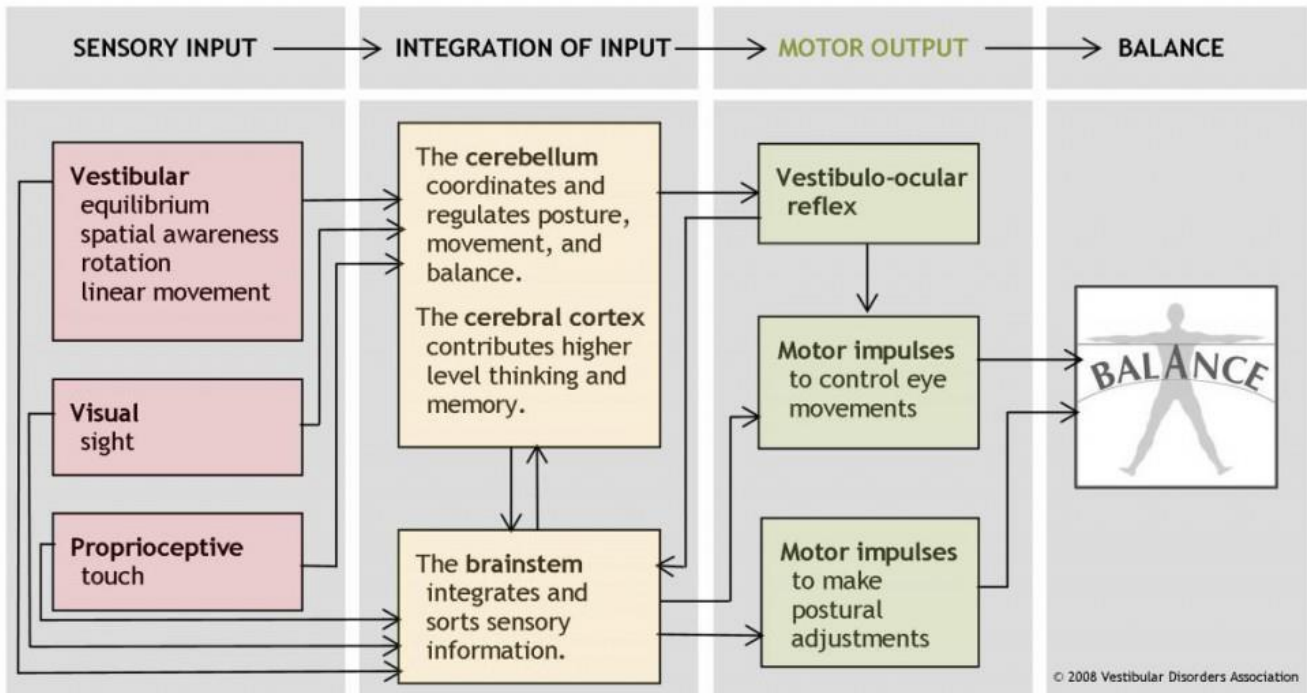 SENSORY INPUT
INTEGRATION OF INPUT
MOTOR OUTPUT
BALANCE
Vestibular
equilibrium
spatial awareness
rotation
linear movement
Visual
sight
Proprioceptive
touch
The cerebellum
coordinates and
regulates posture,
movement, and
balance.
The cerebral cortex
contributes higher
level thinking and
memory.
The brainstem
integrates and
sorts sensory
information.
Vestibulo-ocular
reflex
Motor impulses
to control eye
movements
Motor impulses
to make
postural
adjustments
BALANCE
© 2008 Vestibular Disorders Association